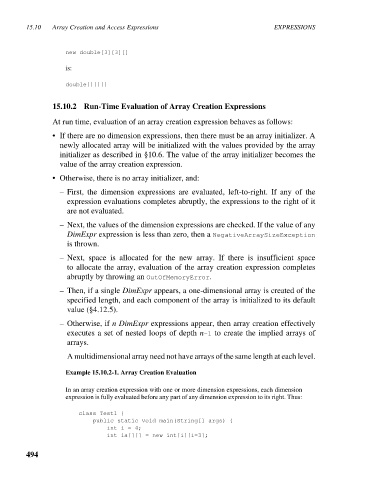 15.10 Array Creation and Access Expressions EXPRESSIONS
new double[3][3][]
is:
double[][][]
15.10.2 Run-Time Evaluation of Array Creation Expressions
At run time, evaluation of an array creation expression behaves as follows:
• If there are no dimension expressions, then there must be an array initializer. A
newly allocated array will be initialized with the values provided by the array
initializer as described in §10.6. The value of the array initializer becomes the
value of the array creation expression.
• Otherwise, there is no array initializer, and:
– First, the dimension expressions are evaluated, left-to-right. If any of the
expression evaluations completes abruptly, the expressions to the right of it
are not evaluated.
– Next, the values of the dimension expressions are checked. If the value of any
DimExpr expression is less than zero, then a NegativeArraySizeException
is thrown.
– Next, space is allocated for the new array. If there is insufficient space
to allocate the array, evaluation of the array creation expression completes
abruptly by throwing an OutOfMemoryError.
– Then, if a single DimExpr appears, a one-dimensional array is created of the
specified length, and each component of the array is initialized to its default
value (§4.12.5).
– Otherwise, if n DimExpr expressions appear, then array creation effectively
executes a set of nested loops of depth n-1 to create the implied arrays of
arrays.
A multidimensional array need not have arrays of the same length at each level.
Example 15.10.2-1. Array Creation Evaluation
In an array creation expression with one or more dimension expressions, each dimension
expression is fully evaluated before any part of any dimension expression to its right. Thus:
class Test1 {
public static void main(String[] args) {
int i = 4;
int ia[][] = new int[i][i=3];
494